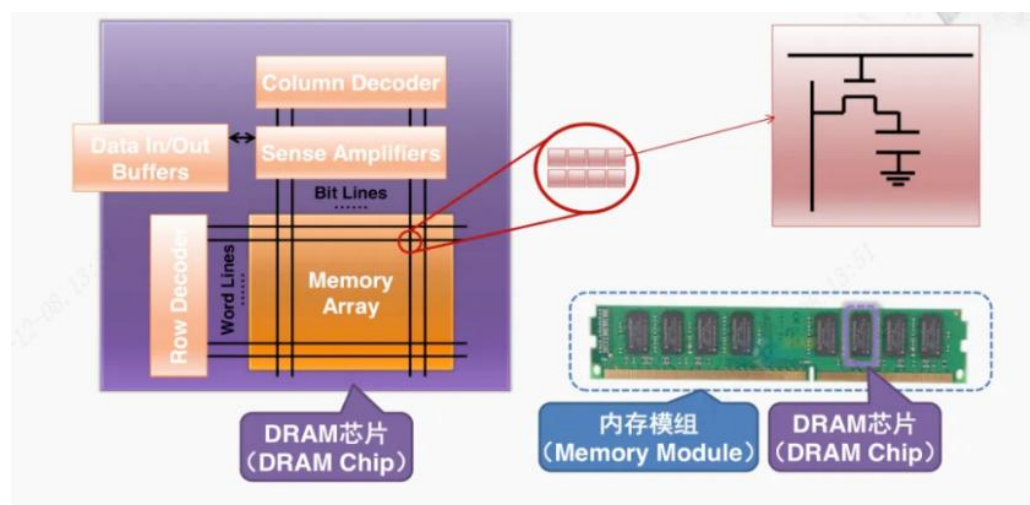 Column Decoder
Data In/Out
Buffers
Sense Amplifiers
Bit Lines
......
Row Decoder
Word Lines
......
Memory
Array
DRAM芯片
（DRAM Chip）
内存模组
（Memory Module）
DRAM芯片
（DRAM Chip）